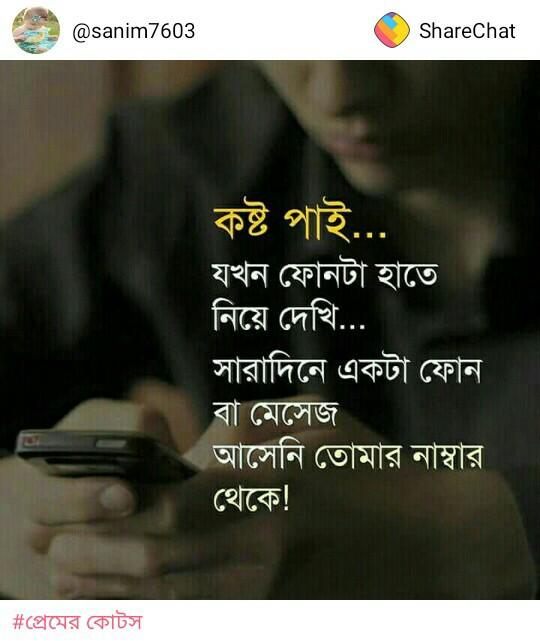 @sanim7603
ShareChat
কষ্ট পাই...
যখন ফোনটা হাতে
নিয়ে দেখি...
সারাদিনে একটা ফোন
বা মেসেজ
আসেনি তোমার নাম্বার
থেকে!
#প্রেমের কোটস